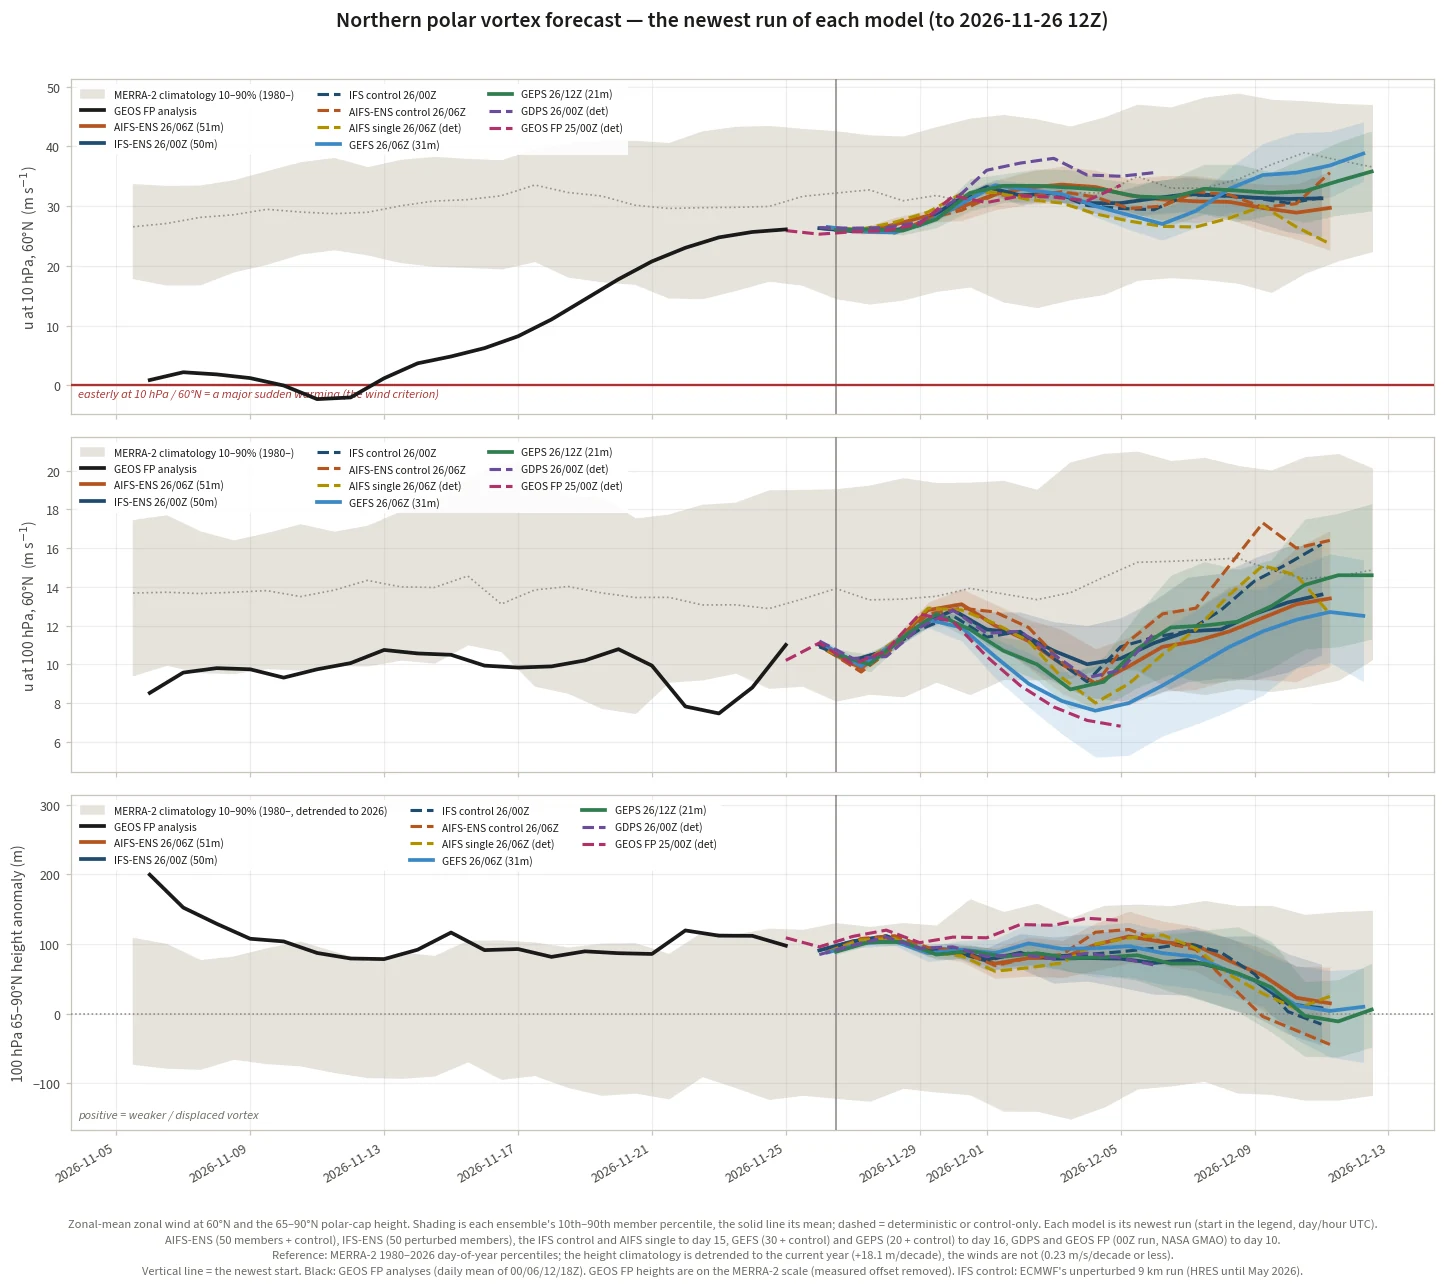 Northern polar vortex forecast — the newest run of each model (to 2026-11-26 12Z)
MERRA-2 climatology 10–90% (1980–)
GEOS FP analysis
AIFS-ENS 26/06Z (51m)
IFS-ENS 26/00Z (50m)
IFS control 26/00Z
AIFS-ENS control 26/06Z
AIFS single 26/06Z (det)
GEFS 26/06Z (31m)
GEPS 26/12Z (21m)
GDPS 26/00Z (det)
GEOS FP 25/00Z (det)
u at 10 hPa, 60°N (m s⁻¹)
50
40
30
20
10
0
easterly at 10 hPa / 60°N = a major sudden warming (the wind criterion)
MERRA-2 climatology 10–90% (1980–)
GEOS FP analysis
AIFS-ENS 26/06Z (51m)
IFS-ENS 26/00Z (50m)
IFS control 26/00Z
AIFS-ENS control 26/06Z
AIFS single 26/06Z (det)
GEFS 26/06Z (31m)
GEPS 26/12Z (21m)
GDPS 26/00Z (det)
GEOS FP 25/00Z (det)
u at 100 hPa, 60°N (m s⁻¹)
20
18
16
14
12
10
8
6
MERRA-2 climatology 10–90% (1980–, detrended to 2026)
GEOS FP analysis
AIFS-ENS 26/06Z (51m)
IFS-ENS 26/00Z (50m)
IFS control 26/00Z
AIFS-ENS control 26/06Z
AIFS single 26/06Z (det)
GEFS 26/06Z (31m)
GEPS 26/12Z (21m)
GDPS 26/00Z (det)
GEOS FP 25/00Z (det)
100 hPa 65–90°N height anomaly (m)
300
200
100
0
−100
positive = weaker / displaced vortex
2026-11-05
2026-11-09
2026-11-13
2026-11-17
2026-11-21
2026-11-25
2026-11-29
2026-12-01
2026-12-05
2026-12-09
2026-12-13
Zonal-mean zonal wind at 60°N and the 65–90°N polar-cap height. Shading is each ensemble's 10th–90th member percentile, the solid line its mean; dashed = deterministic or control-only. Each model is its newest run (start in the legend, day/hour UTC).
AIFS-ENS (50 members + control), IFS-ENS (50 perturbed members), the IFS control and AIFS single to day 15, GEFS (30 + control) and GEPS (20 + control) to day 16, GDPS and GEOS FP (00Z run, NASA GMAO) to day 10.
Reference: MERRA-2 1980–2026 day-of-year percentiles; the height climatology is detrended to the current year (+18.1 m/decade), the winds are not (0.23 m/s/decade or less).
Vertical line = the newest start. Black: GEOS FP analyses (daily mean of 00/06/12/18Z). GEOS FP heights are on the MERRA-2 scale (measured offset removed). IFS control: ECMWF's unperturbed 9 km run (HRES until May 2026).